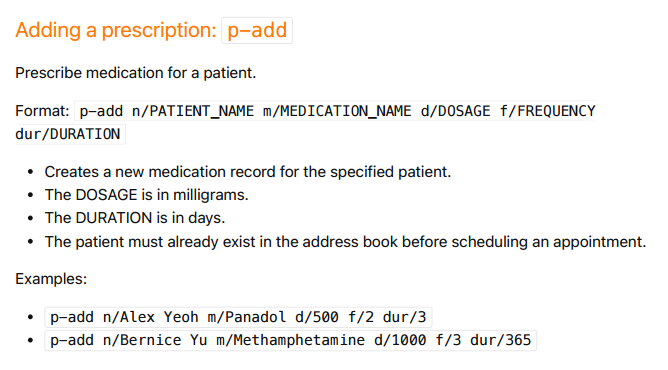 Adding a prescription: p-add
Prescribe medication for a patient.
Format: p-add n/PATIENT_NAME m/MEDICATION_NAME d/DOSAGE f/FREQUENCY
dur/DURATION
• Creates a new medication record for the specified patient.
• The DOSAGE is in milligrams.
• The DURATION is in days.
• The patient must already exist in the address book before scheduling an appointment.
Examples:
• p-add n/Alex Yeoh m/Panadol d/500 f/2 dur/3
• p-add n/Bernice Yu m/Methamphetamine d/1000 f/3 dur/365